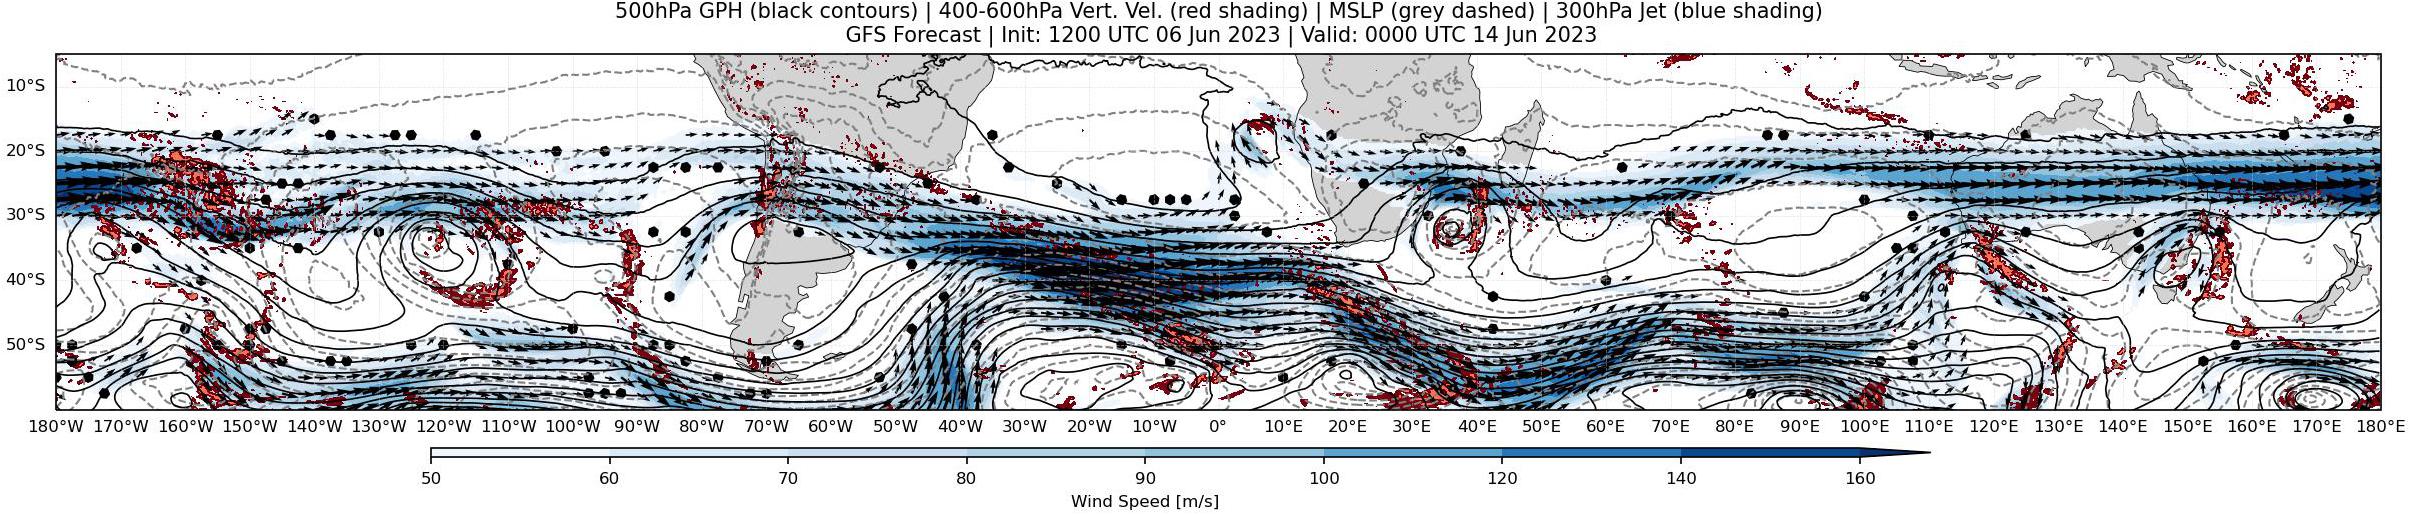 500hPa GPH (black contours) | 400-600hPa Vert. Vel. (red shading) | MSLP (grey dashed) | 300hPa Jet (blue shading)
GFS Forecast | Init: 1200 UTC 06 Jun 2023 | Valid: 0000 UTC 14 Jun 2023
10°S
20°S
30°S
40°S
50°S
180°W 170°W 160°W 150°W 140°W 130°W 120°W 110°W 100°W 90°W 80°W 70°W 60°W 50°W 40°W 30°W 20°W 10°W 0° 10°E 20°E 30°E 40°E 50°E 60°E 70°E 80°E 90°E 100°E 110°E 120°E 130°E 140°E 150°E 160°E 170°E 180°E
50 60 70 80 90 100 120 140 160
Wind Speed [m/s]